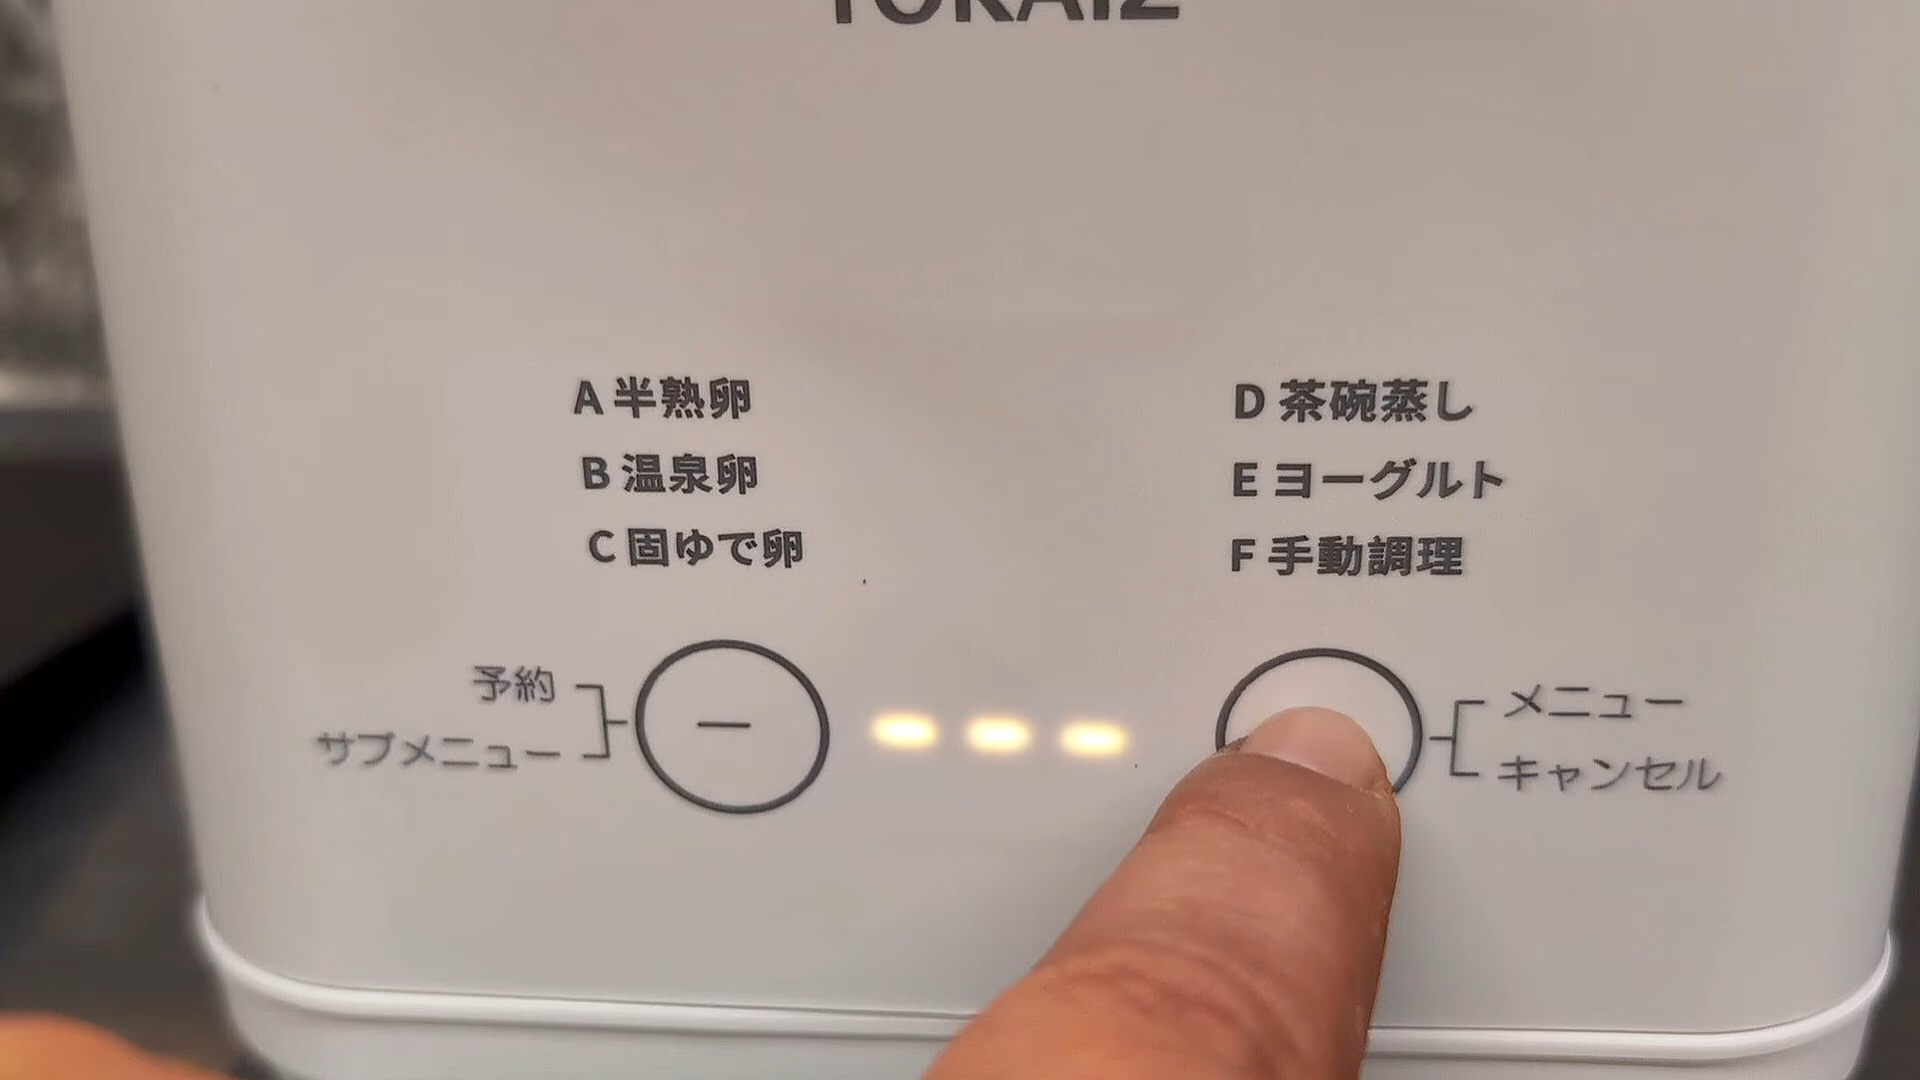 YOKAIZ
A 半熟卵
B 温泉卵
C 固ゆで卵
D 茶碗蒸し
E ヨーグルト
F 手動調理
予約
サブメニュー
−
---
メニュー
キャンセル